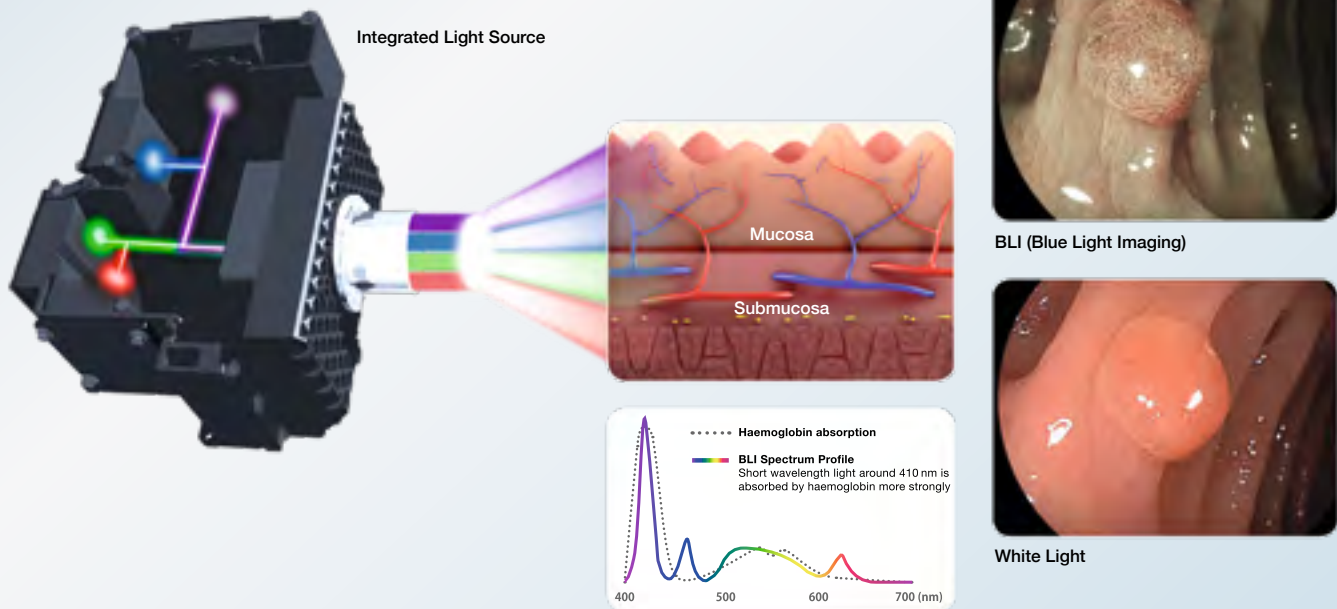 Integrated Light Source
Mucosa
Submucosa
BLI (Blue Light Imaging)
Haemoglobin absorption
BLI Spectrum Profile
Short wavelength light around 410 nm is
absorbed by haemoglobin more strongly
400 500 600 700 (nm)
White Light